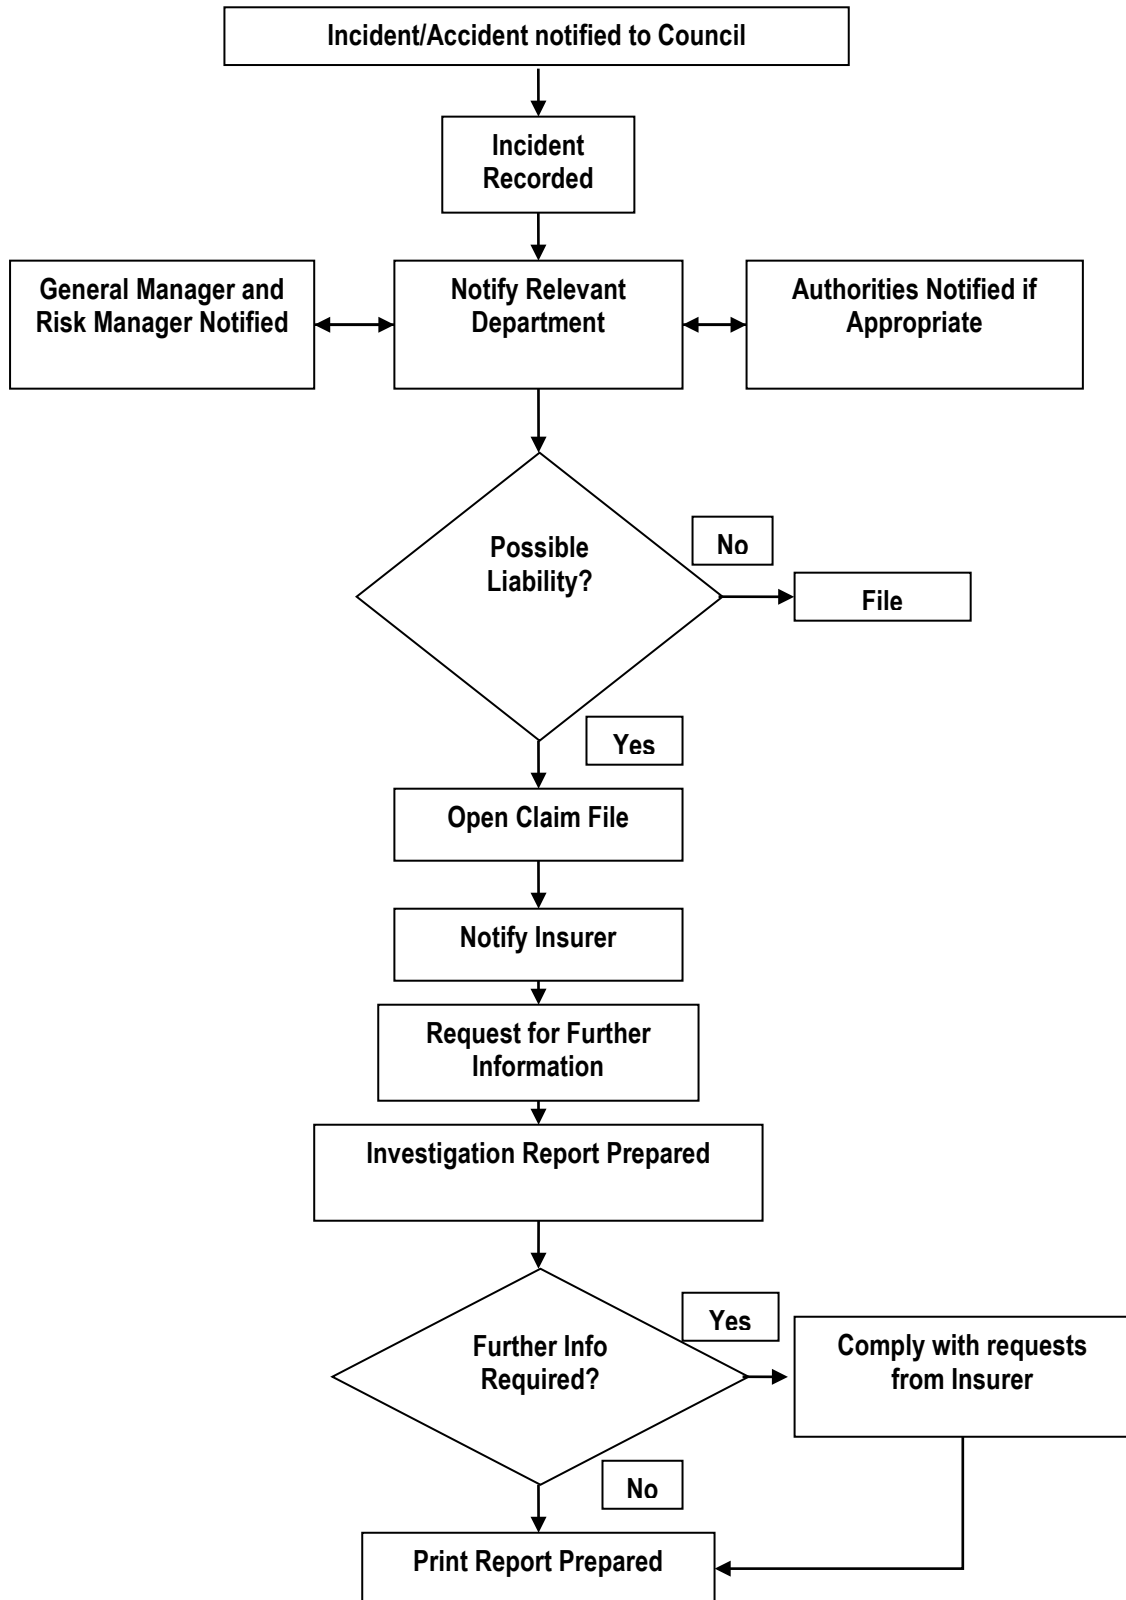 Incident/Accident notified to Council
Incident
Recorded
General Manager and
Risk Manager Notified
Notify Relevant
Department
Authorities Notified if
Appropriate
Possible
Liability?
No
File
Yes
Open Claim File
Notify Insurer
Request for Further
Information
Investigation Report Prepared
Further Info
Required?
Yes
Comply with requests
from Insurer
No
Print Report Prepared